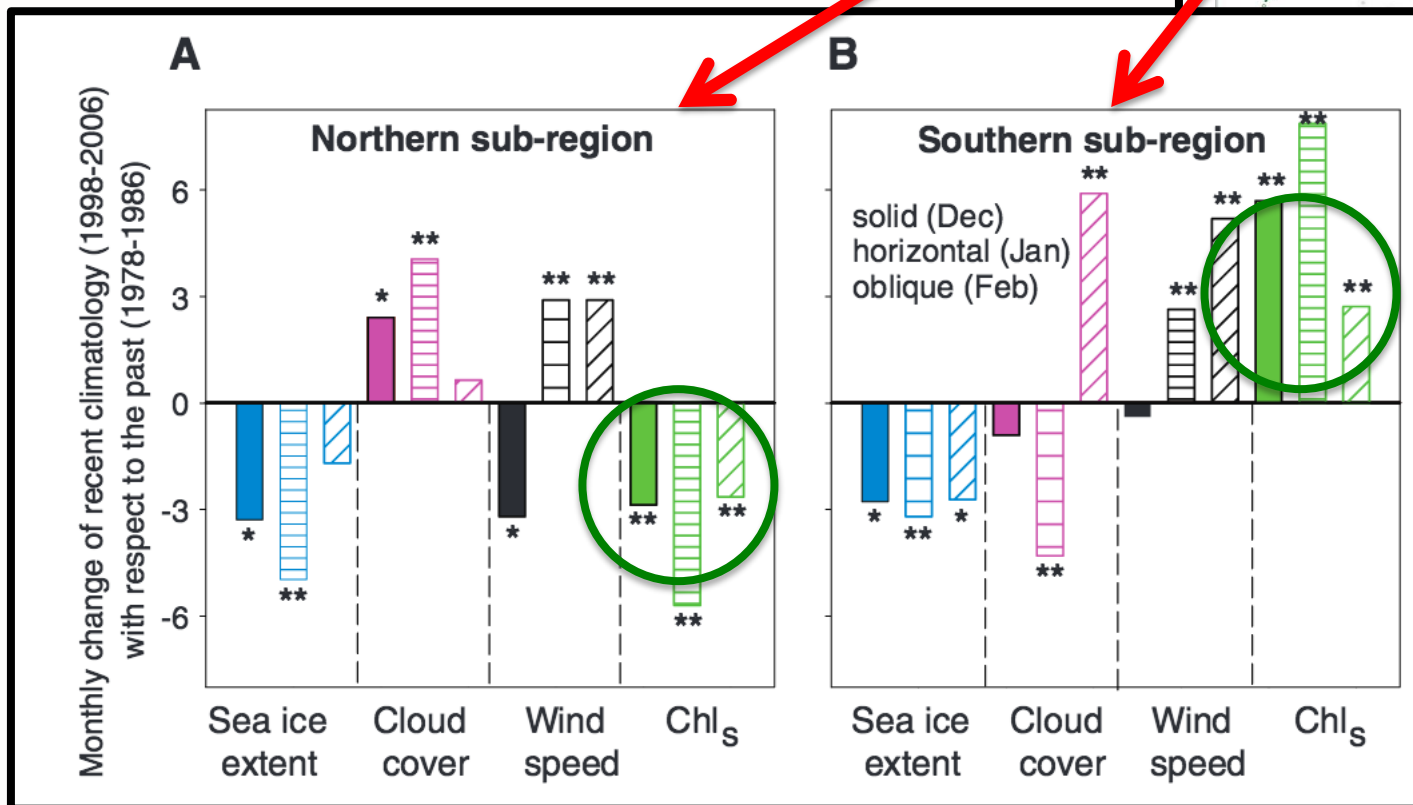 A
B
Monthly change of recent climatology (1998-2006)
with respect to the past (1978-1986)
Northern sub-region
6
3
0
-3
-6
*
**
*
**
*
**
**
**
**
**
Sea ice extent
Cloud cover
Wind speed
Chls
Southern sub-region
solid (Dec)
horizontal (Jan)
oblique (Feb)
*
**
*
**
**
**
**
**
**
**
Sea ice extent
Cloud cover
Wind speed
Chls